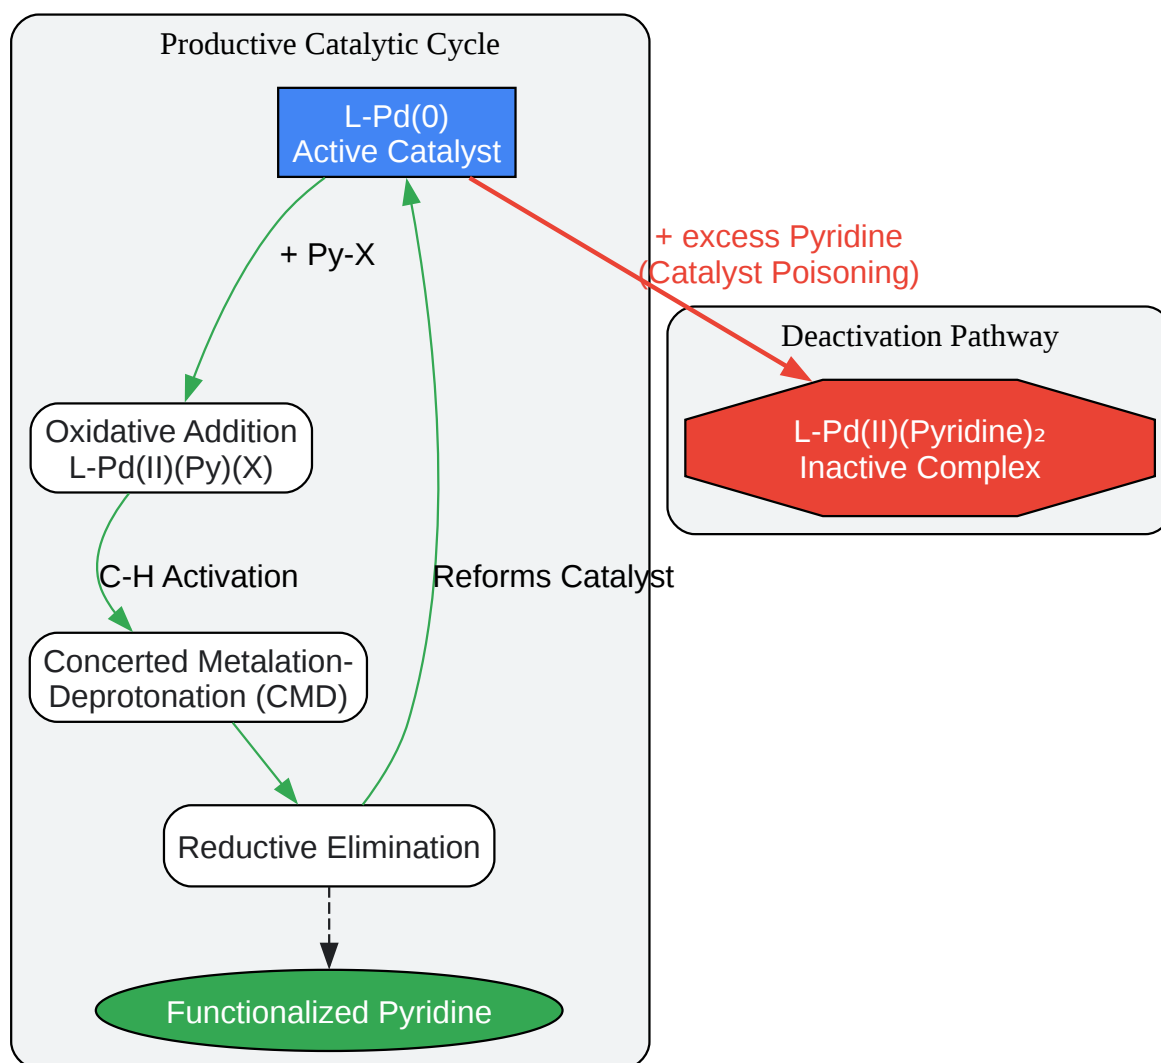 Productive Catalytic Cycle
L-Pd(0)
Active Catalyst
+ Py-X
+ excess Pyridine
(Catalyst Poisoning)
Deactivation Pathway
Oxidative Addition
L-Pd(II)(Py)(X)
L-Pd(II)(Pyridine)₂
Inactive Complex
C-H Activation
Reforms Catalyst
Concerted Metalation-
Deprotonation (CMD)
Reductive Elimination
Functionalized Pyridine